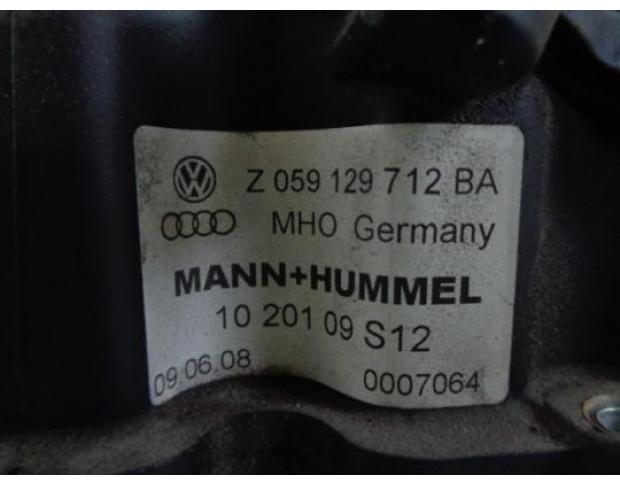 Z 059 129 712 BA
MHO Germany
MANN+HUMMEL
10 201 09 S12
09.06.08 0007064